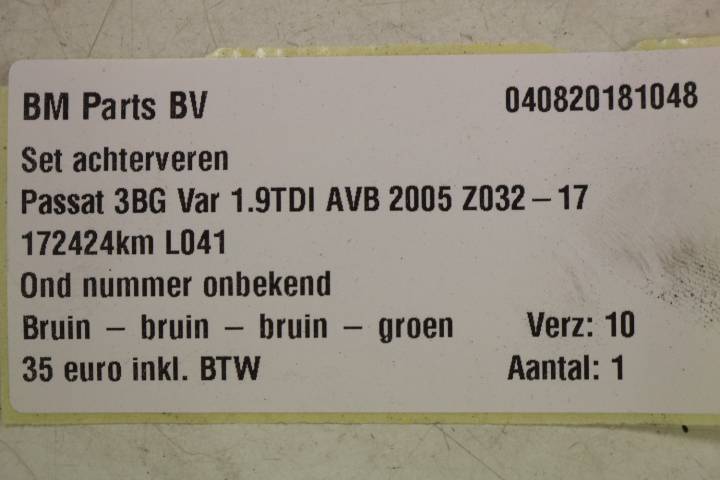 BM Parts BV 040820181048
Set achterveren
Passat 3BG Var 1.9TDI AVB 2005 Z032 – 17
172424km L041
Ond nummer onbekend
Bruin – bruin – bruin – groen Verz: 10
35 euro inkl. BTW Aantal: 1